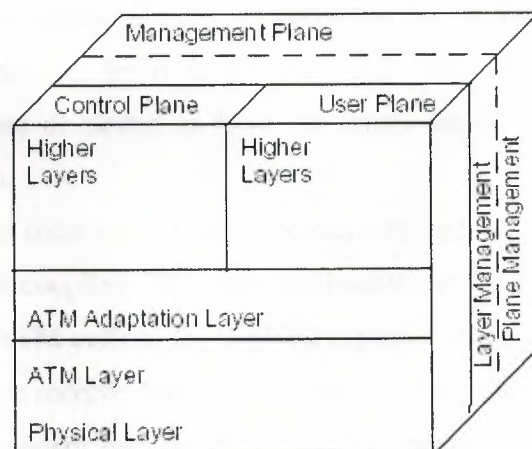 Management Plane
Control Plane
User Plane
Higher
Layers
Higher
Layers
ATM Adaptation Layer
ATM Layer
Physical Layer
Layer Management
Plane Management